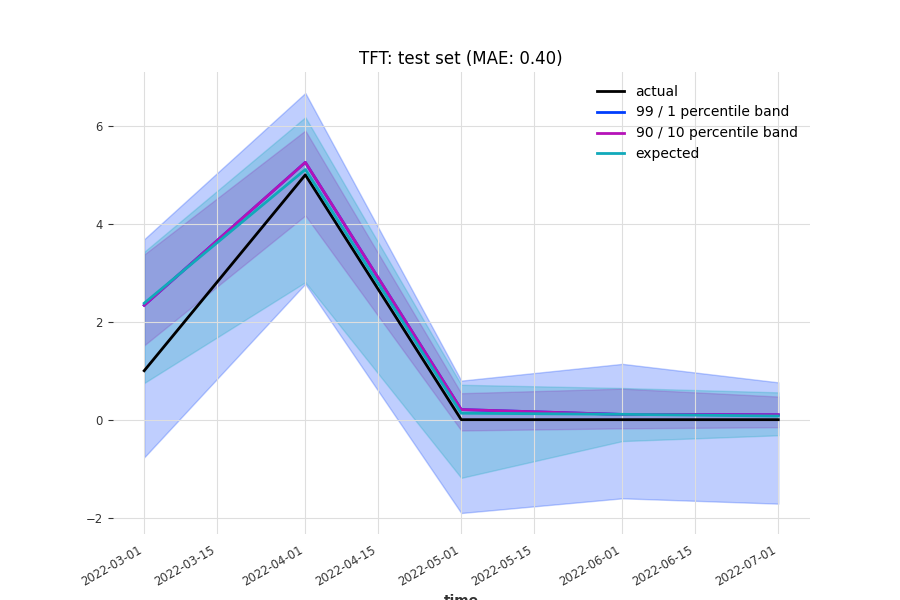 TFT: test set (MAE: 0.40)
actual
99 / 1 percentile band
90 / 10 percentile band
expected
6
4
2
0
−2
2022-03-01
2022-03-15
2022-04-01
2022-04-15
2022-05-01
2022-05-15
2022-06-01
2022-06-15
2022-07-01
time